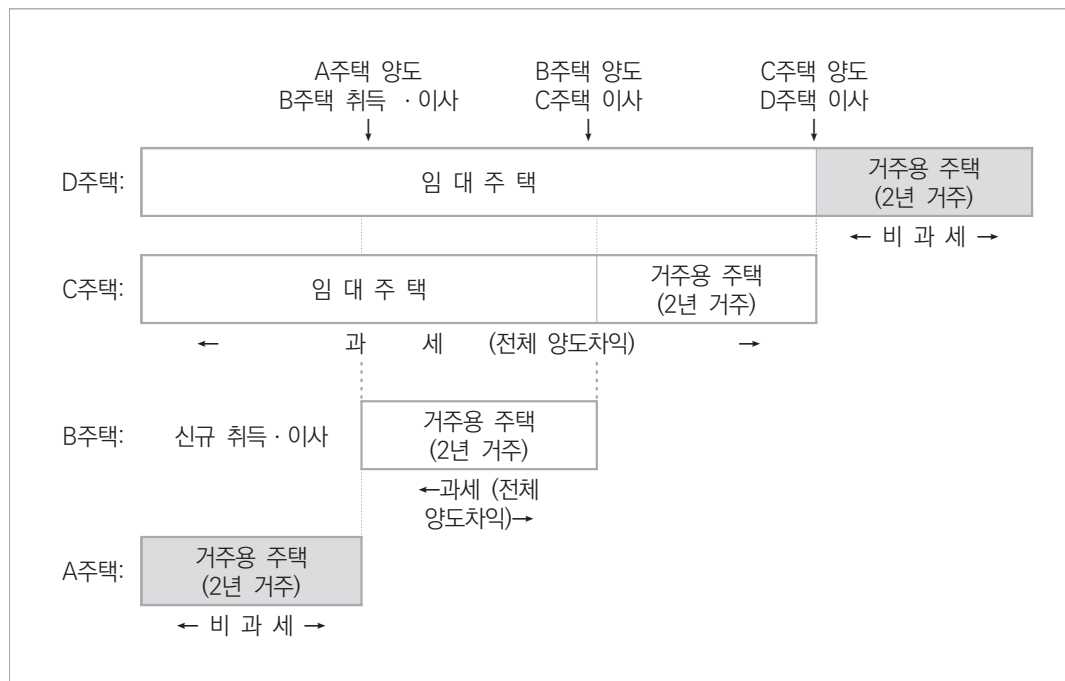 A주택 양도
B주택 취득 · 이사
B주택 양도
C주택 이사
C주택 양도
D주택 이사
↓ ↓ ↓
D주택:
임 대 주 택
거주용 주택
(2년 거주)
← 비 과 세 →
C주택:
임 대 주 택
거주용 주택
(2년 거주)
← 과 세 (전체 양도차익) →
B주택:
신규 취득 · 이사
거주용 주택
(2년 거주)
←과세 (전체
양도차익)→
A주택:
거주용 주택
(2년 거주)
← 비 과 세 →